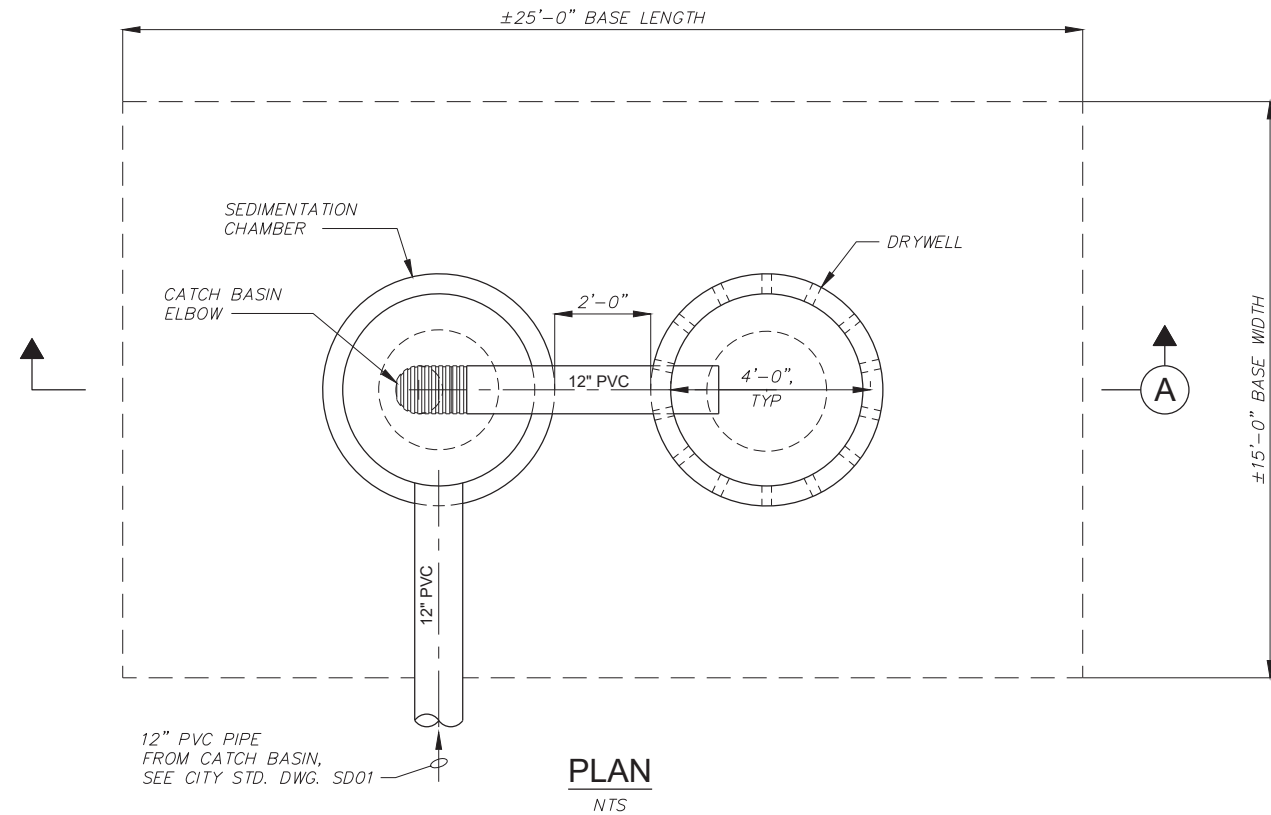 ±25’-0” BASE LENGTH
SEDIMENTATION
CHAMBER
DRYWELL
CATCH BASIN
ELBOW
2’-0”
12" PVC
4’-0”,
TYP
A
±15’-0” BASE WIDTH
12" PVC
12” PVC PIPE
FROM CATCH BASIN,
SEE CITY STD. DWG. SD01
PLAN
NTS